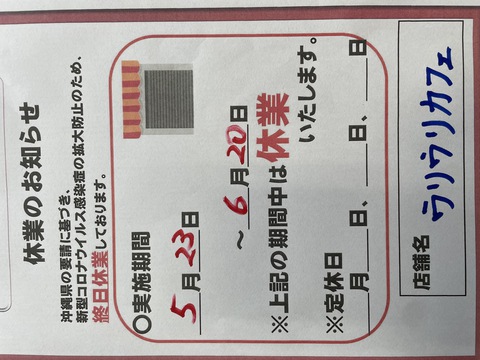 休業のお知らせ
沖縄県の要請に基づき、
新型コロナウイルス感染症の拡大防止のため、
終日休業しております。
〇実施期間
5月23日
～6月20日
※上記の期間中は休業
いたします。
※定休日
月 日、 月 日、 月 日
店舗名
ウリウリカフェ